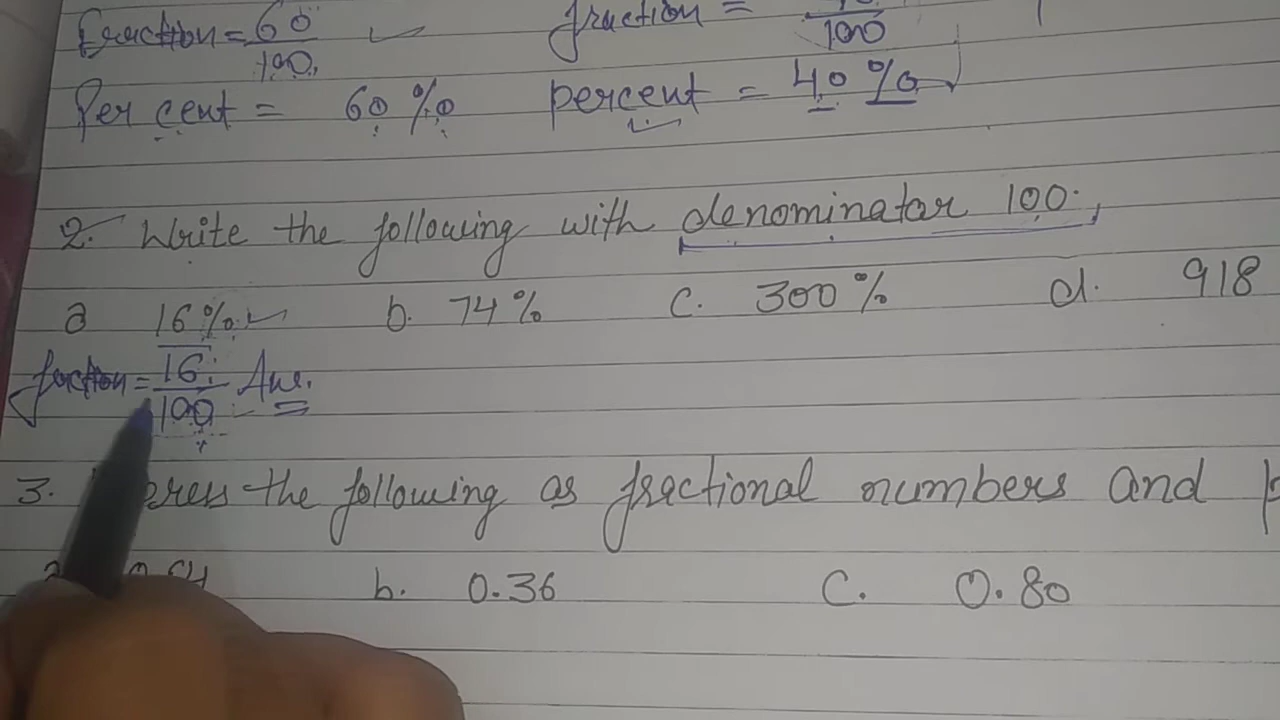 fraction = 60/100 fraction = /100
Per cent = 60 % percent = 40 %
2. Write the following with denominator 100.
a 16% b. 74% c. 300% d. 918
fraction = 16/100 Ans.
3. the following as fractional numbers and
b. 0.36 c. 0.80